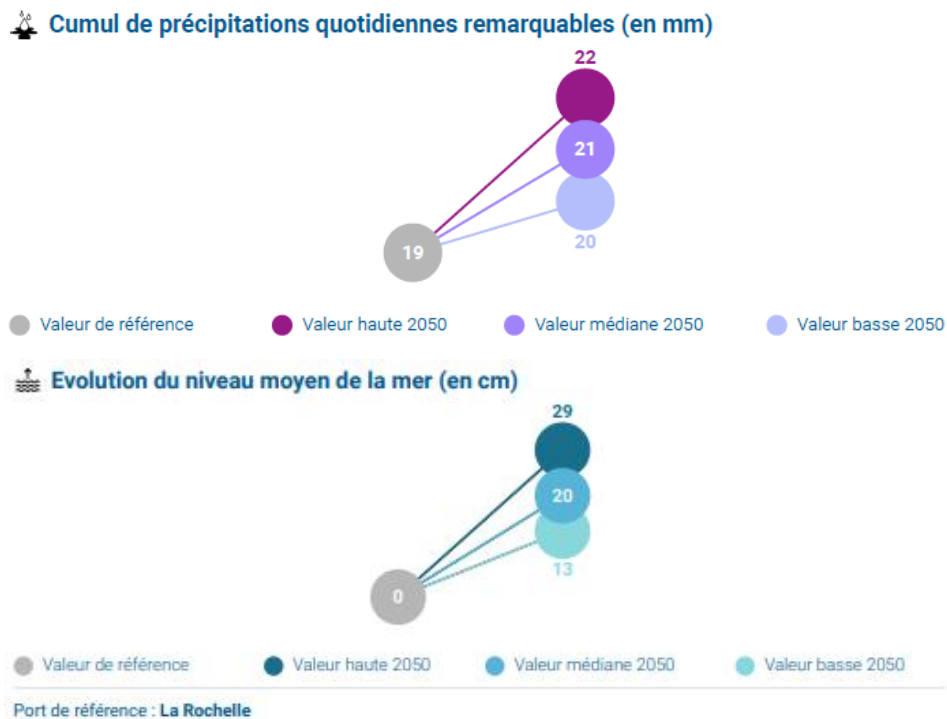 Cumul de précipitations quotidiennes remarquables (en mm)
22
21
20
19
Valeur de référence Valeur haute 2050 Valeur médiane 2050 Valeur basse 2050
Evolution du niveau moyen de la mer (en cm)
29
20
13
0
Valeur de référence Valeur haute 2050 Valeur médiane 2050 Valeur basse 2050
Port de référence : La Rochelle